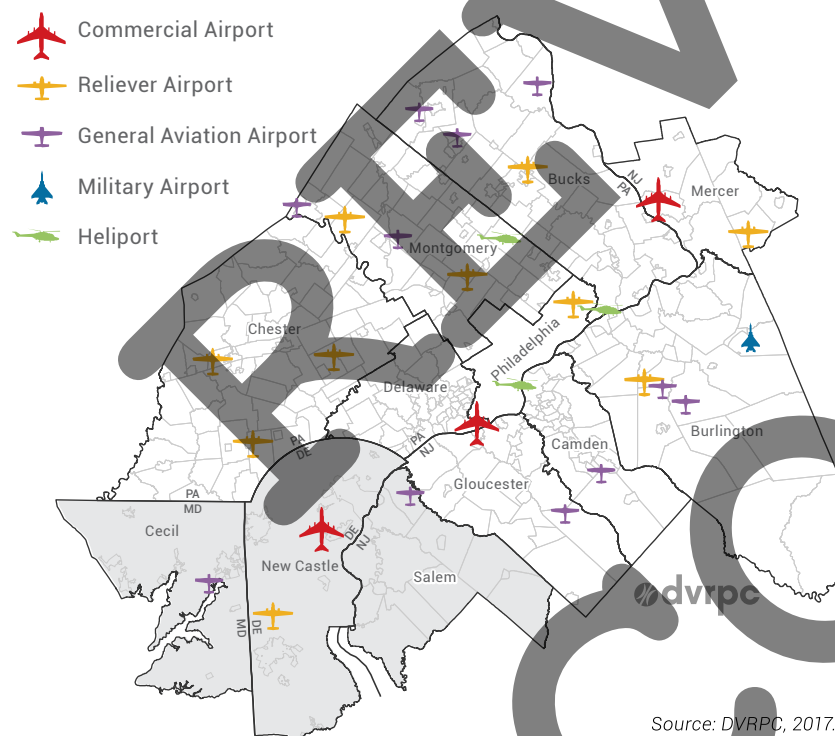 Commercial Airport
Reliever Airport
General Aviation Airport
Military Airport
Heliport
Bucks
NJ
PA
Mercer
Montgomery
Chester
Philadelphia
Delaware
PA
DE
PA
NJ
Camden
Burlington
Gloucester
PA
MD
Cecil
DE
NJ
New Castle
Salem
MD
DE
dvrpc
Source: DVRPC, 2017.